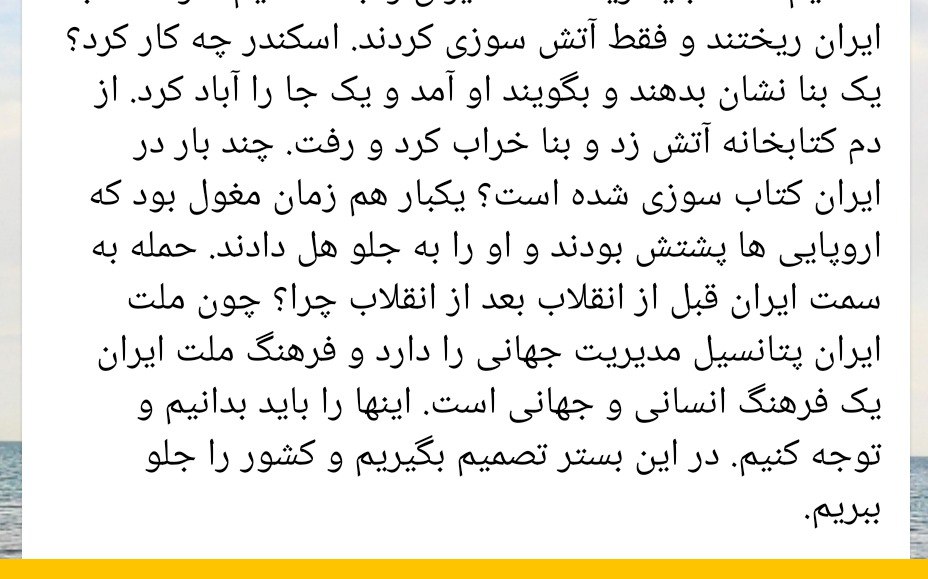 ایران ریختند و فقط آتش سوزی کردند. اسکندر چه کار کرد؟
یک بنا نشان بدهند و بگویند او آمد و یک جا را آباد کرد. از
دم کتابخانه آتش زد و بنا خراب کرد و رفت. چند بار در
ایران کتاب سوزی شده است؟ یکبار هم زمان مغول بود که
اروپایی ها پشتش بودند و او را به جلو هل دادند. حمله به
سمت ایران قبل از انقلاب بعد از انقلاب چرا؟ چون ملت
ایران پتانسیل مدیریت جهانی را دارد و فرهنگ ملت ایران
یک فرهنگ انسانی و جهانی است. اینها را باید بدانیم و
توجه کنیم. در این بستر تصمیم بگیریم و کشور را جلو
ببریم.